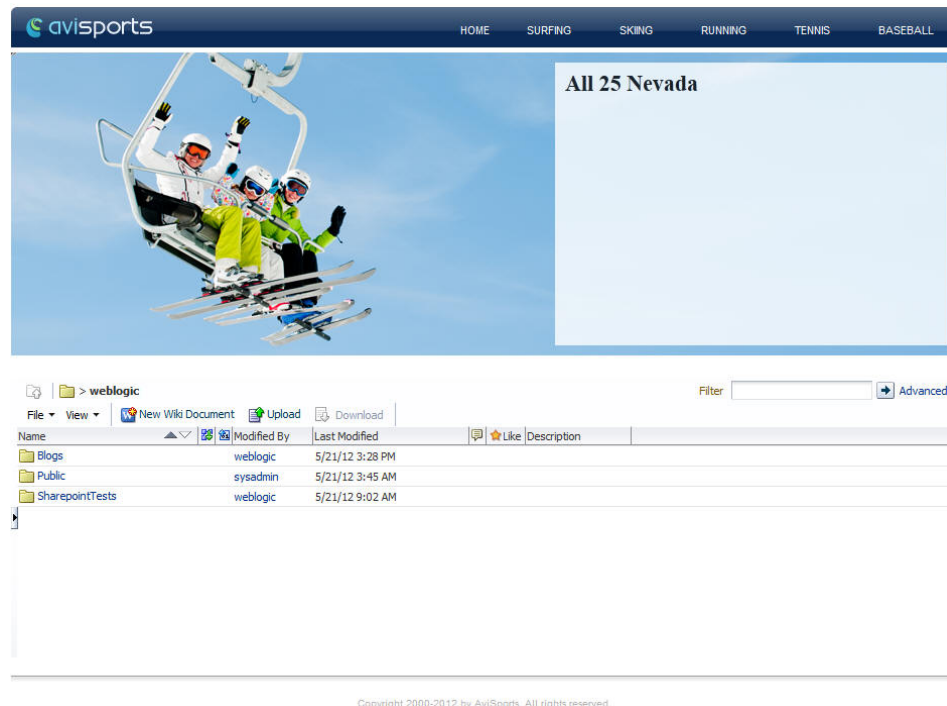 avisports
HOME SURFING SKIING RUNNING TENNIS BASEBALL
All 25 Nevada
> weblogic
Filter
Advanced
File View New Wiki Document Upload Download
Name Modified By Last Modified Like Description
Blogs weblogic 5/21/12 3:28 PM
Public sysadmin 5/21/12 3:45 AM
SharepointTests weblogic 5/21/12 9:02 AM
Copyright 2000-2012 by AviSports. All rights reserved.